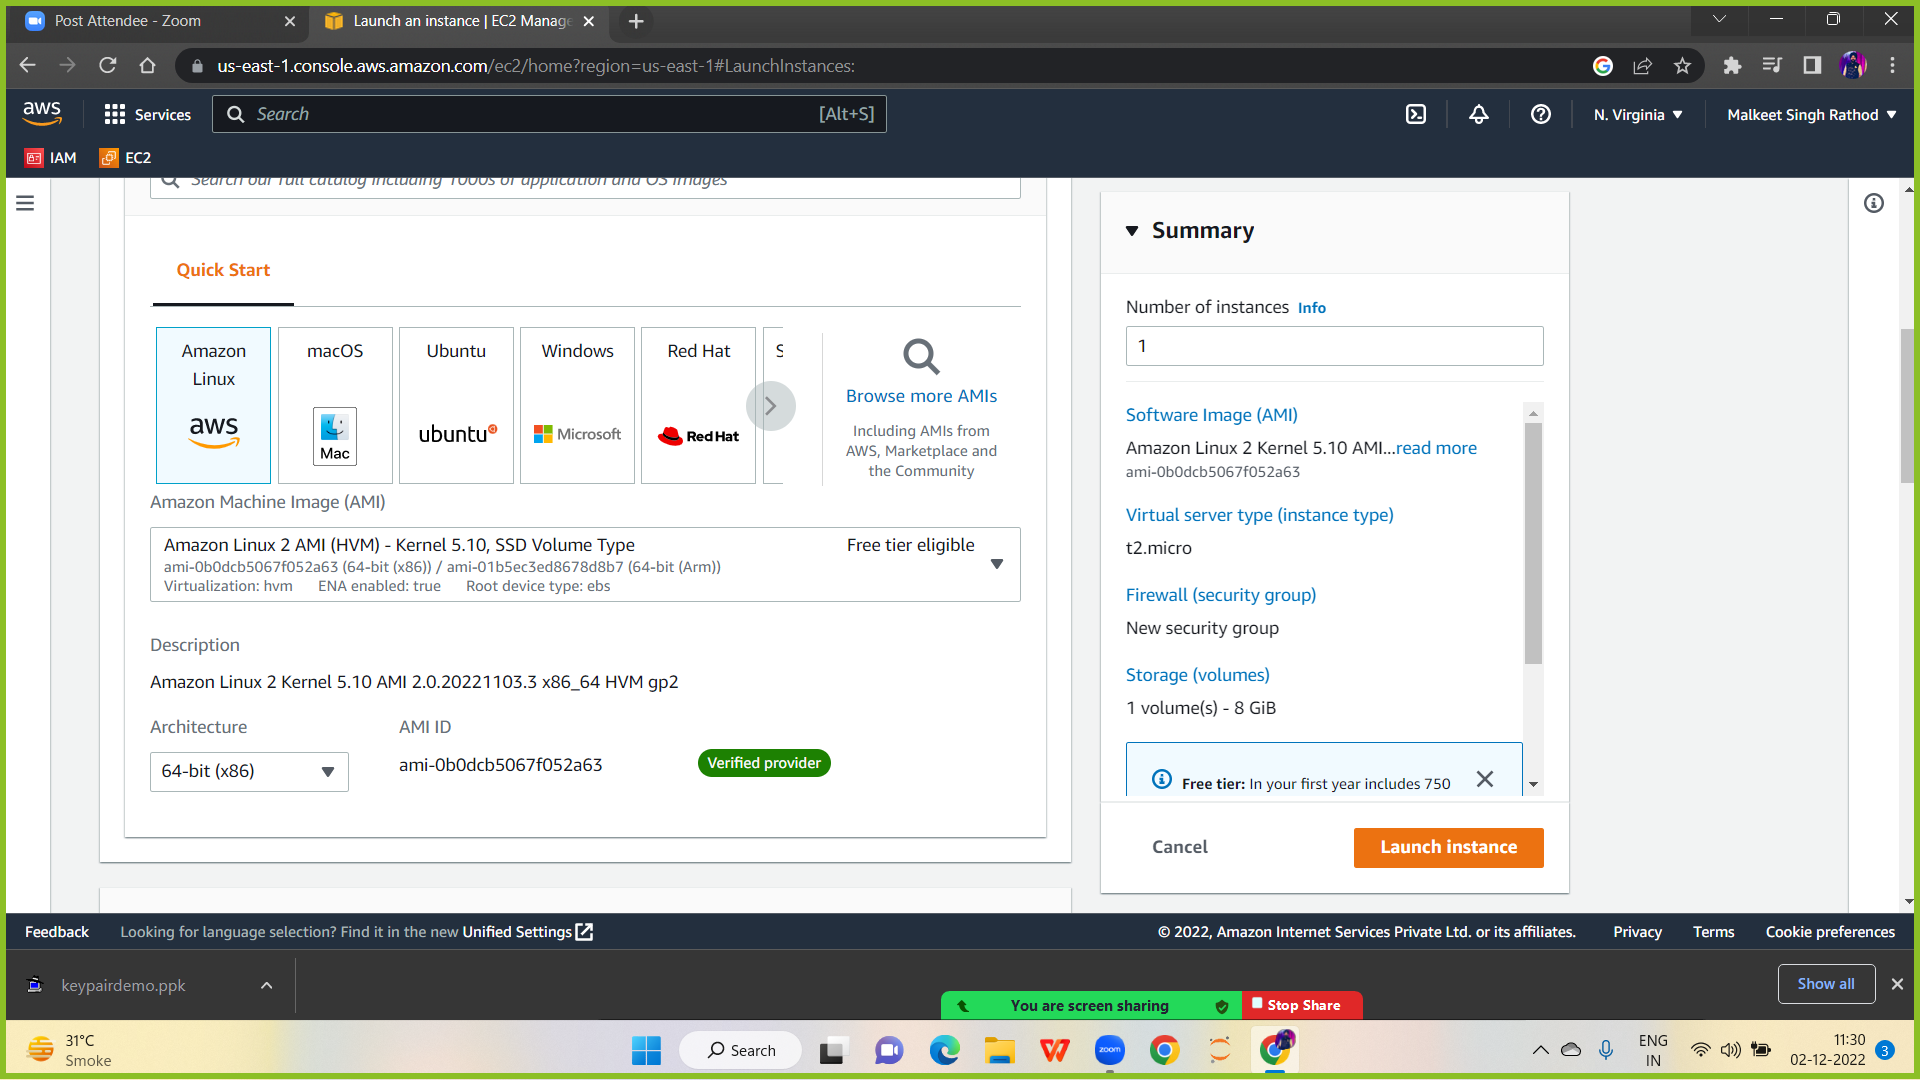 Post Attendee - Zoom
Launch an instance | EC2 Manage
us-east-1.console.aws.amazon.com/ec2/home?region=us-east-1#LaunchInstances:
aws
Services
Search
[Alt+S]
N. Virginia
Malkeet Singh Rathod
IAM
EC2
Search our full catalog including 1000s of application and OS images
Quick Start
Amazon
Linux
aws
macOS
Mac
Ubuntu
ubuntu
Windows
Microsoft
Red Hat
Red Hat
S
Browse more AMIs
Including AMIs from
AWS, Marketplace and
the Community
Amazon Machine Image (AMI)
Amazon Linux 2 AMI (HVM) - Kernel 5.10, SSD Volume Type
Free tier eligible
ami-0b0dcb5067f052a63 (64-bit (x86)) / ami-01b5ec3ed8678d8b7 (64-bit (Arm))
Virtualization: hvm ENA enabled: true Root device type: ebs
Description
Amazon Linux 2 Kernel 5.10 AMI 2.0.20221103.3 x86_64 HVM gp2
Architecture
AMI ID
64-bit (x86)
ami-0b0dcb5067f052a63
Verified provider
Summary
Number of instances Info
1
Software Image (AMI)
Amazon Linux 2 Kernel 5.10 AMI...read more
ami-0b0dcb5067f052a63
Virtual server type (instance type)
t2.micro
Firewall (security group)
New security group
Storage (volumes)
1 volume(s) - 8 GiB
Free tier: In your first year includes 750
Cancel
Launch instance
Feedback
Looking for language selection? Find it in the new Unified Settings
© 2022, Amazon Internet Services Private Ltd. or its affiliates.
Privacy
Terms
Cookie preferences
keypairdemo.ppk
Show all
You are screen sharing
Stop Share
31°C
Smoke
Search
zoom
ENG
IN
11:30
02-12-2022
3